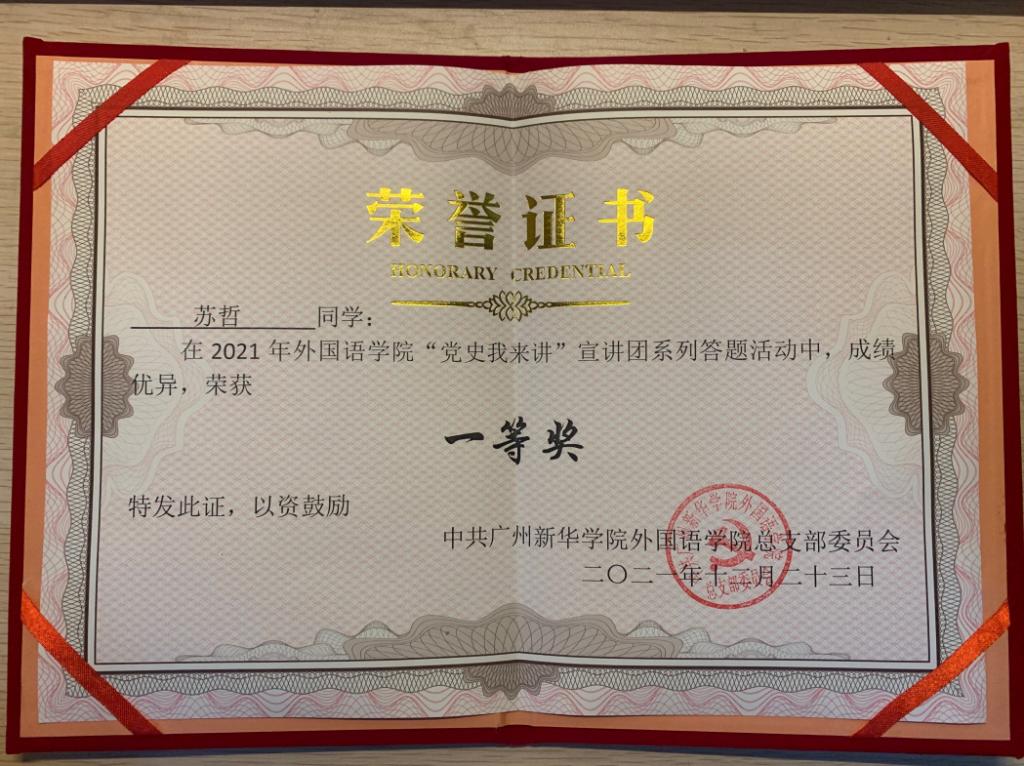 荣誉证书
HONORARY CREDENTIAL
苏哲 同学：
在 2021 年外国语学院“党史我来讲”宣讲团系列答题活动中，成绩
优异，荣获
一等奖
特发此证，以资鼓励
中共广州新华学院外国语学院总支部委员会
二〇二一年十二月二十三日